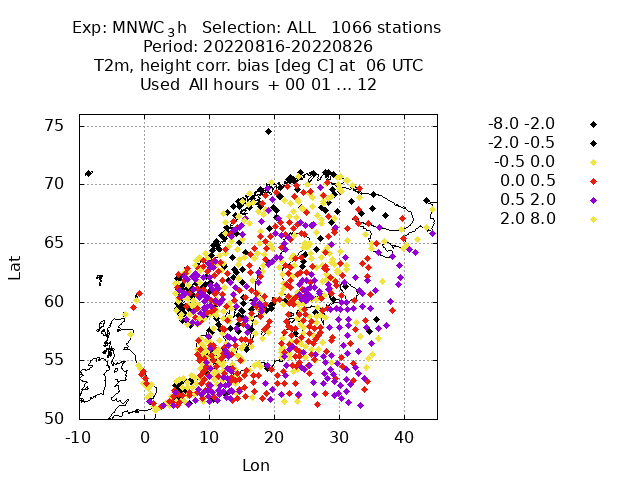 Exp: MNWC3h Selection: ALL 1066 stations
Period: 20220816-20220826
T2m, height corr. bias [deg C] at 06 UTC
Used All hours + 00 01 ... 12
-8.0 -2.0
-2.0 -0.5
-0.5 0.0
0.0 0.5
0.5 2.0
2.0 8.0
75
70
65
60
55
50
Lat
-10 0 10 20 30 40
Lon